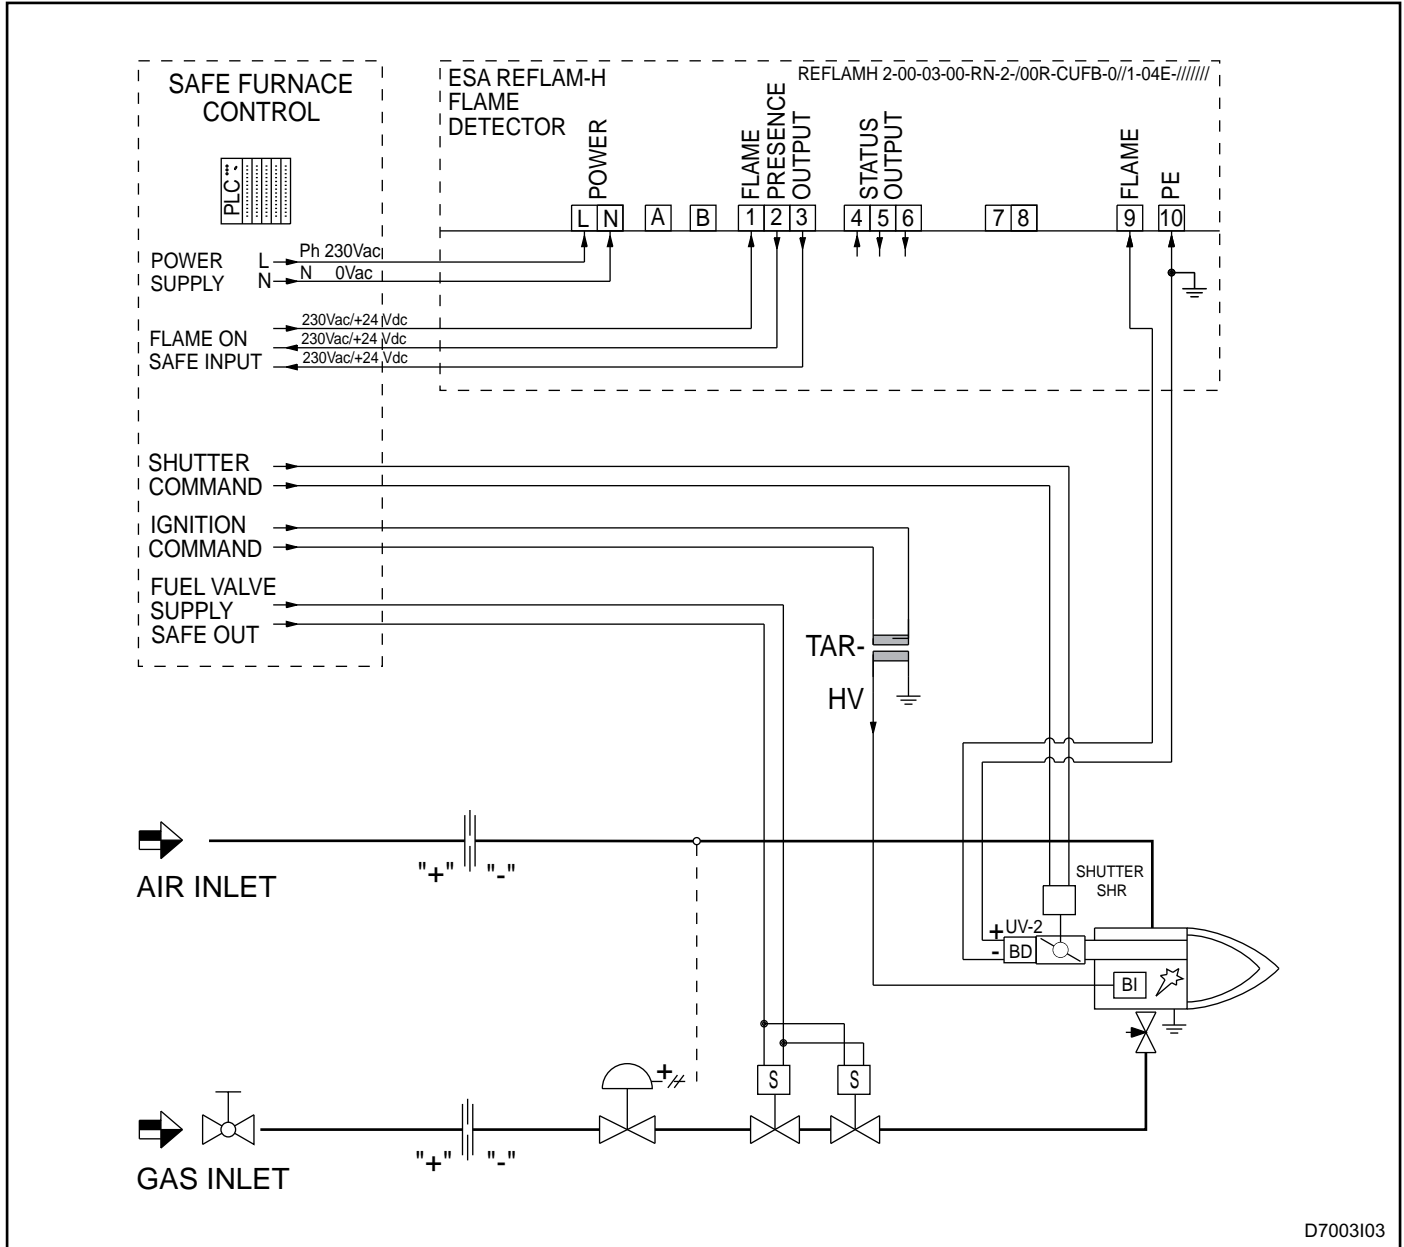 SAFE FURNACE
CONTROL
PLC
ESA REFLAM-H
FLAME
DETECTOR
REFLAMH 2-00-03-00-RN-2-/00R-CUFB-0//1-04E-///////
POWER
FLAME
PRESENCE
OUTPUT
STATUS
OUTPUT
FLAME
PE
L N A B 1 2 3 4 5 6 7 8 9 10
POWER
SUPPLY
L
N
Ph 230Vac
N 0Vac
FLAME ON
SAFE INPUT
230Vac/+24 Vdc
230Vac/+24 Vdc
230Vac/+24 Vdc
SHUTTER
COMMAND
IGNITION
COMMAND
FUEL VALVE
SUPPLY
SAFE OUT
TAR-
HV
AIR INLET
"+" "-"
SHUTTER
SHR
+ UV-2
- BD
BI
+
S S
GAS INLET
"+" "-"
D7003I03